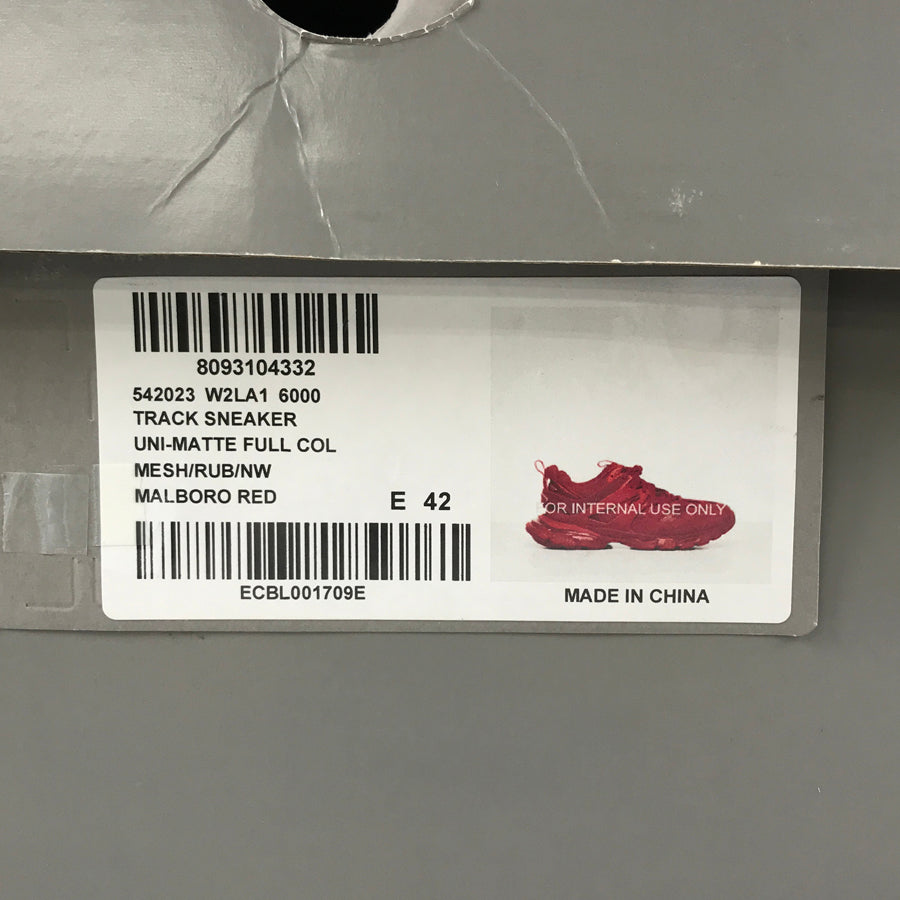 8093104332
542023 W2LA1 6000
TRACK SNEAKER
UNI-MATTE FULL COL
MESH/RUB/NW
MALBORO RED
E 42
ECBL001709E
OR INTERNAL USE ONLY
MADE IN CHINA